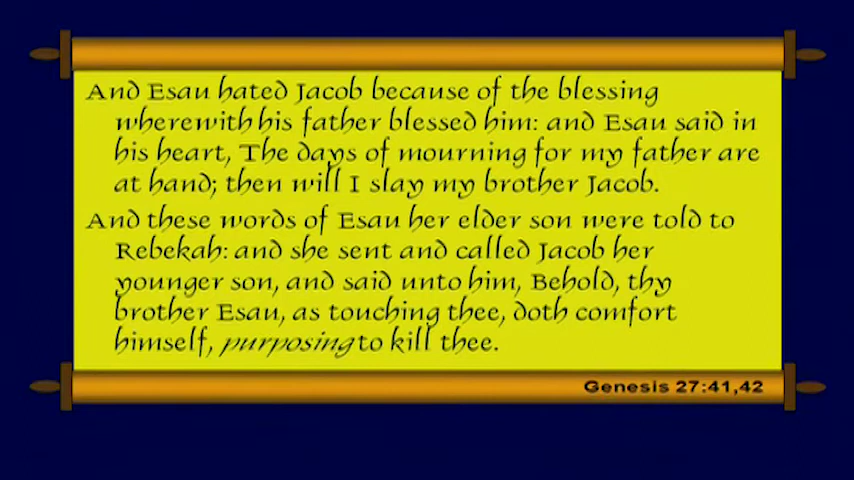 And Esau hated Jacob because of the blessing
wherewith his father blessed him: and Esau said in
his heart, The days of mourning for my father are
at hand; then will I slay my brother Jacob.
And these words of Esau her elder son were told to
Rebekah: and she sent and called Jacob her
younger son, and said unto him, Behold, thy
brother Esau, as touching thee, doth comfort
himself, purposing to kill thee.
Genesis 27:41,42